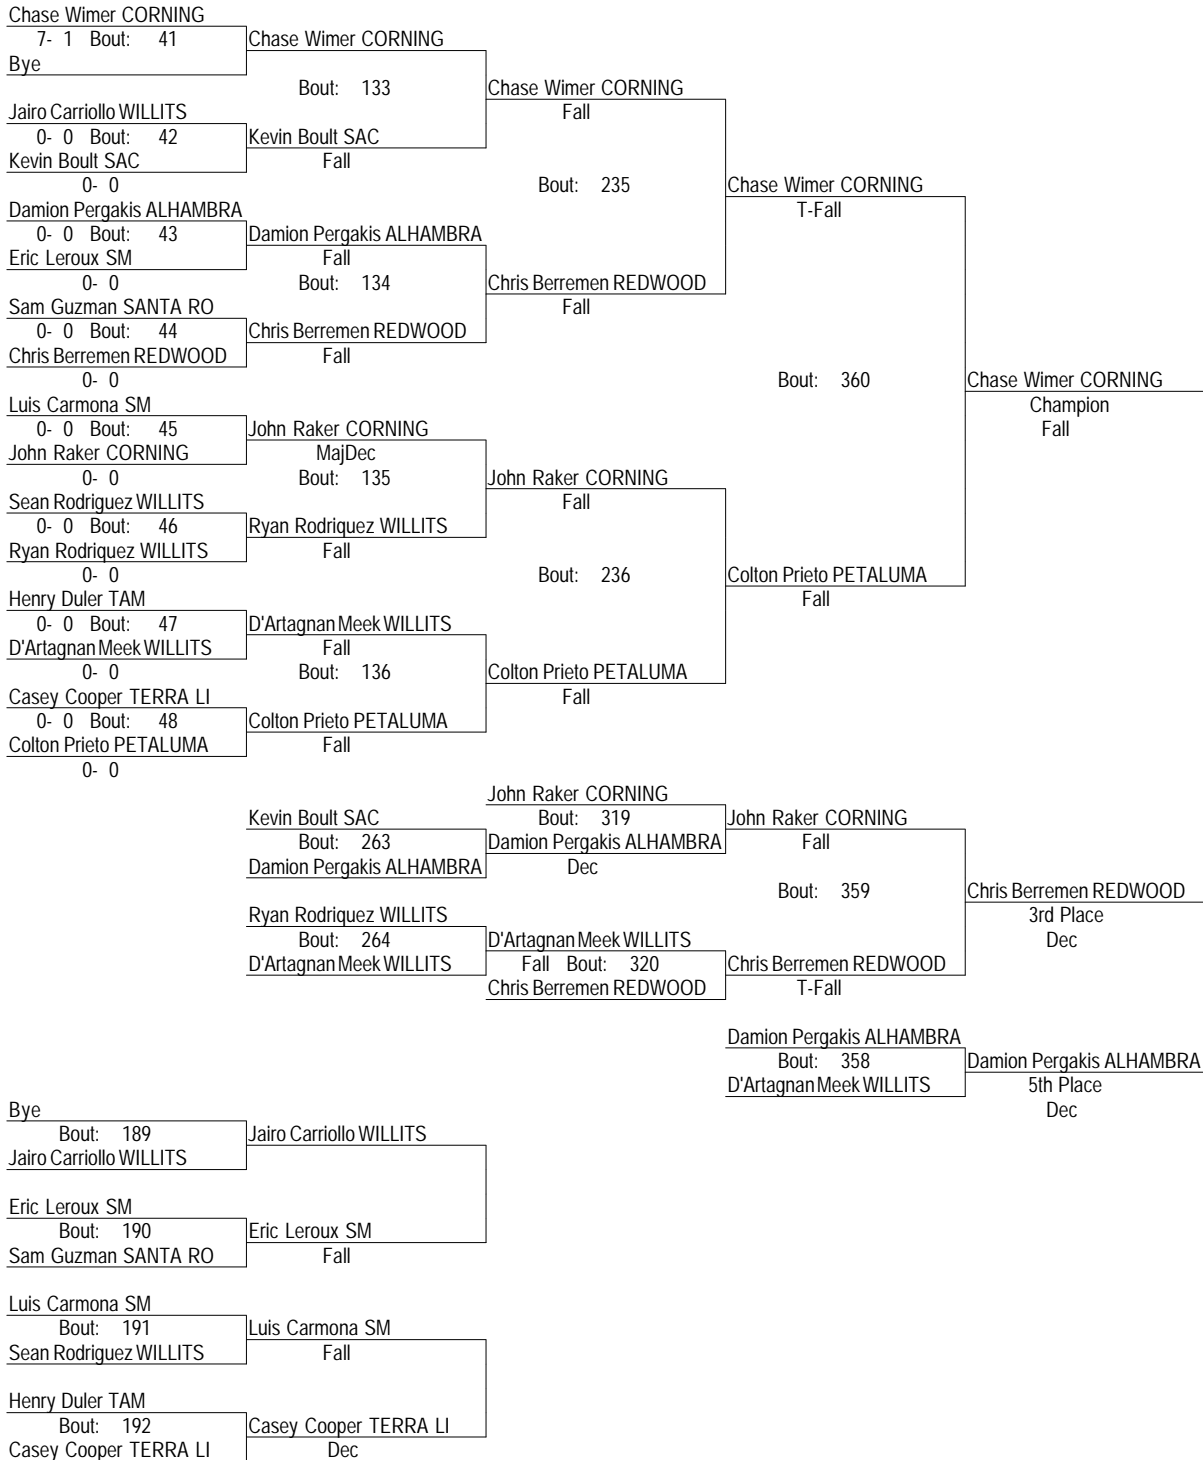 Chase Wimer CORNING
7- 1 Bout: 41 Chase Wimer CORNING
Bye
Bout: 133 Chase Wimer CORNING
Jairo Carriollo WILLITS Fall
0- 0 Bout: 42 Kevin Boult SAC
Kevin Boult SAC Fall
0- 0 Bout: 235 Chase Wimer CORNING
Damion Pergakis ALHAMBRA T-Fall
0- 0 Bout: 43 Damion Pergakis ALHAMBRA
Eric Leroux SM Fall
0- 0 Bout: 134 Chris Berremen REDWOOD
Sam Guzman SANTA RO Fall
0- 0 Bout: 44 Chris Berremen REDWOOD
Chris Berremen REDWOOD Fall
0- 0 Bout: 360 Chase Wimer CORNING
Luis Carmona SM Champion
0- 0 Bout: 45 John Raker CORNING Fall
John Raker CORNING MajDec
0- 0 Bout: 135 John Raker CORNING
Sean Rodriguez WILLITS Fall
0- 0 Bout: 46 Ryan Rodriquez WILLITS
Ryan Rodriquez WILLITS Fall
0- 0 Bout: 236 Colton Prieto PETALUMA
Henry Duler TAM Fall
0- 0 Bout: 47 D'Artagnan Meek WILLITS
D'Artagnan Meek WILLITS Fall
0- 0 Bout: 136 Colton Prieto PETALUMA
Casey Cooper TERRA LI Fall
0- 0 Bout: 48 Colton Prieto PETALUMA
Colton Prieto PETALUMA Fall
0- 0
John Raker CORNING
Kevin Boult SAC Bout: 319 John Raker CORNING
Bout: 263 Damion Pergakis ALHAMBRA Fall
Damion Pergakis ALHAMBRA Dec
Bout: 359 Chris Berremen REDWOOD
Ryan Rodriquez WILLITS 3rd Place
Bout: 264 D'Artagnan Meek WILLITS Dec
D'Artagnan Meek WILLITS Fall Bout: 320 Chris Berremen REDWOOD
Chris Berremen REDWOOD T-Fall
Damion Pergakis ALHAMBRA
Bout: 358 Damion Pergakis ALHAMBRA
D'Artagnan Meek WILLITS 5th Place
Bye Dec
Bout: 189 Jairo Carriollo WILLITS
Jairo Carriollo WILLITS
Eric Leroux SM
Bout: 190 Eric Leroux SM
Sam Guzman SANTA RO Fall
Luis Carmona SM
Bout: 191 Luis Carmona SM
Sean Rodriguez WILLITS Fall
Henry Duler TAM
Bout: 192 Casey Cooper TERRA LI
Casey Cooper TERRA LI Dec